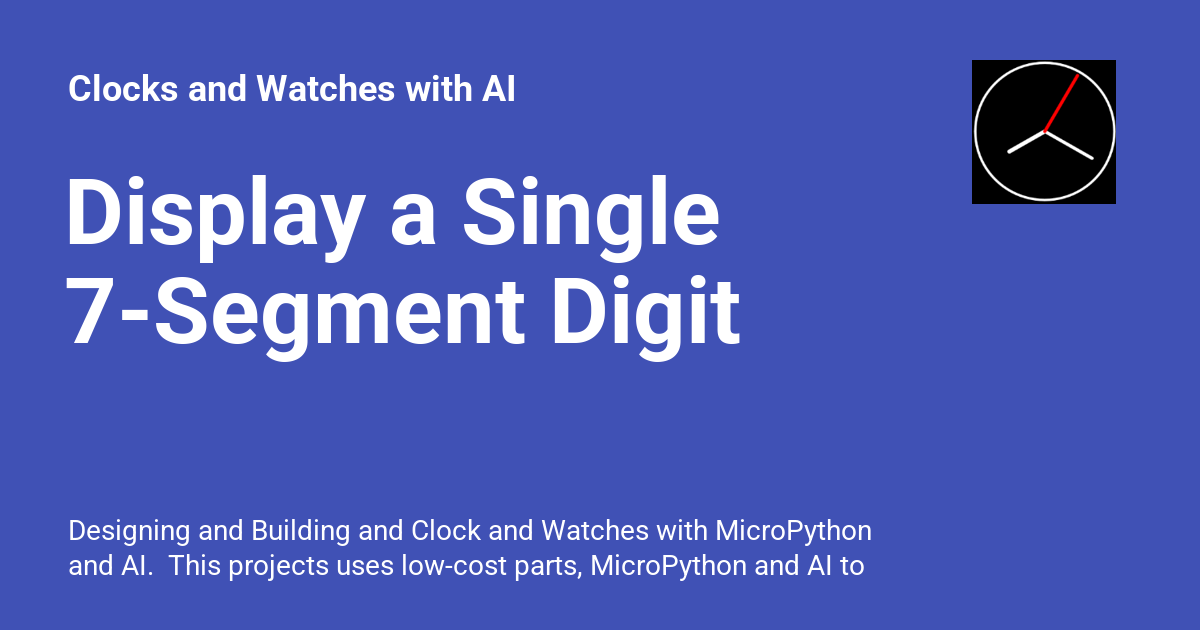 Clocks and Watches with AI
Display a Single
7-Segment Digit
Designing and Building and Clock and Watches with MicroPython
and AI.  This projects uses low-cost parts, MicroPython and AI to